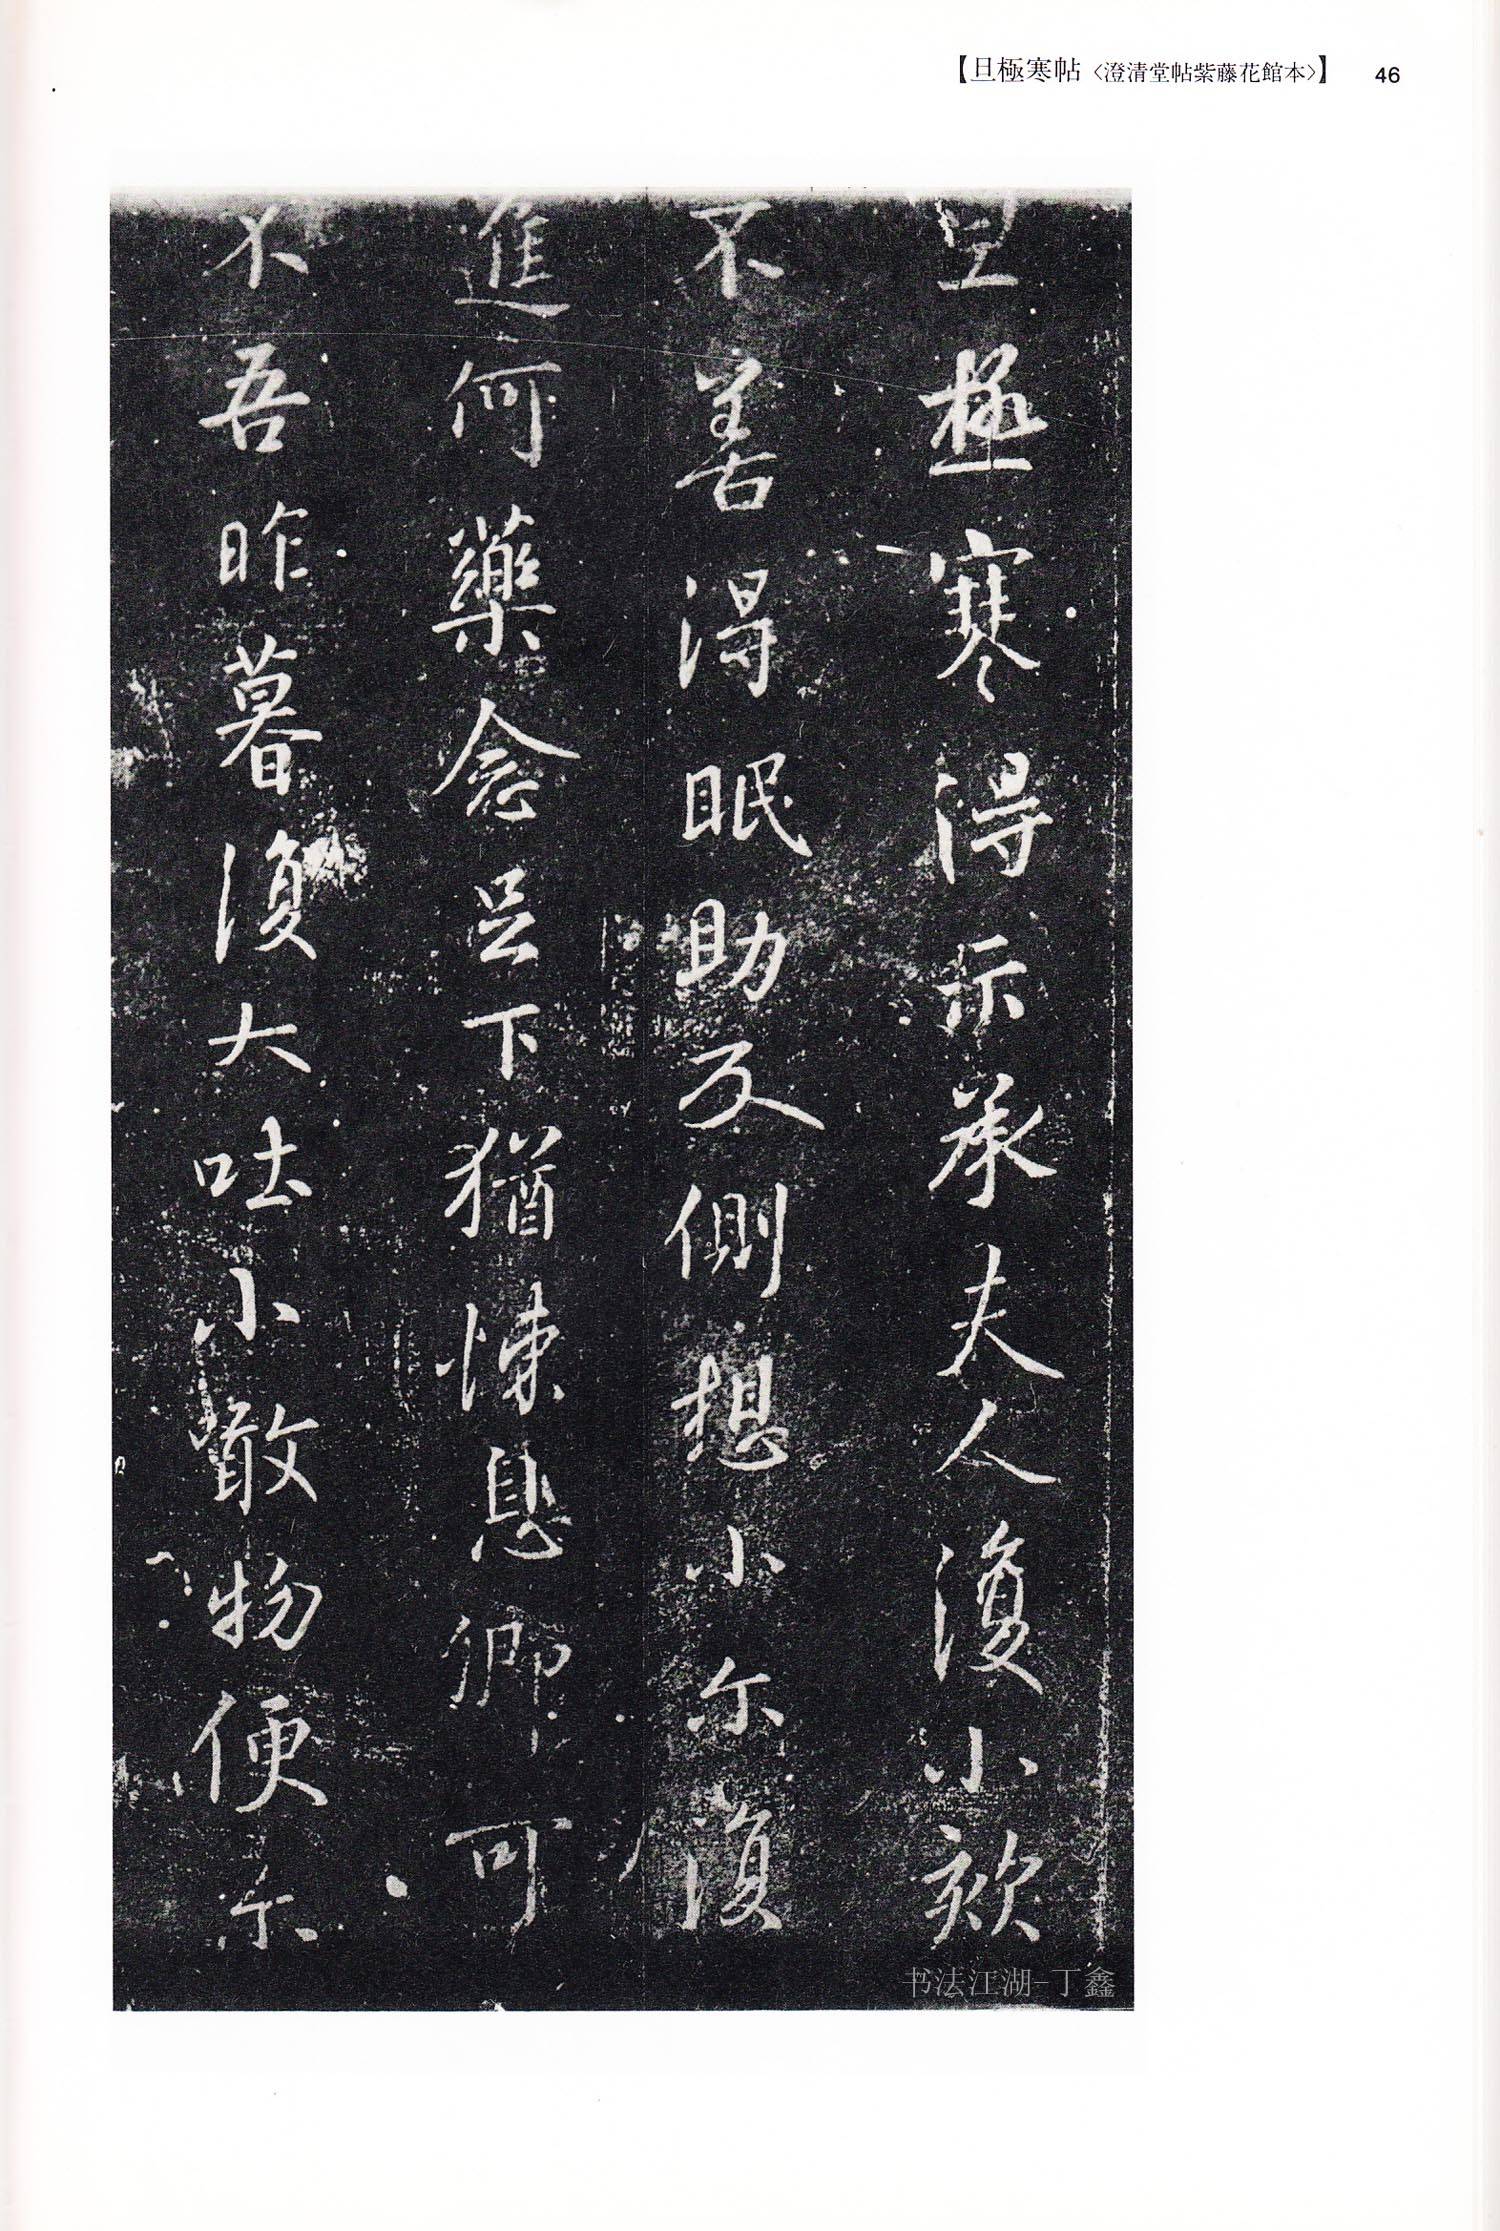 【旦極寒帖〈澄清堂帖紫藤花館本〉】 46
旦極寒得示承夫人復小欬
不善得眠助反側想小尔復
進何藥念足下猶悚息卿可
不吾昨暮復大吐小敢物便尔
书法江湖-丁鑫